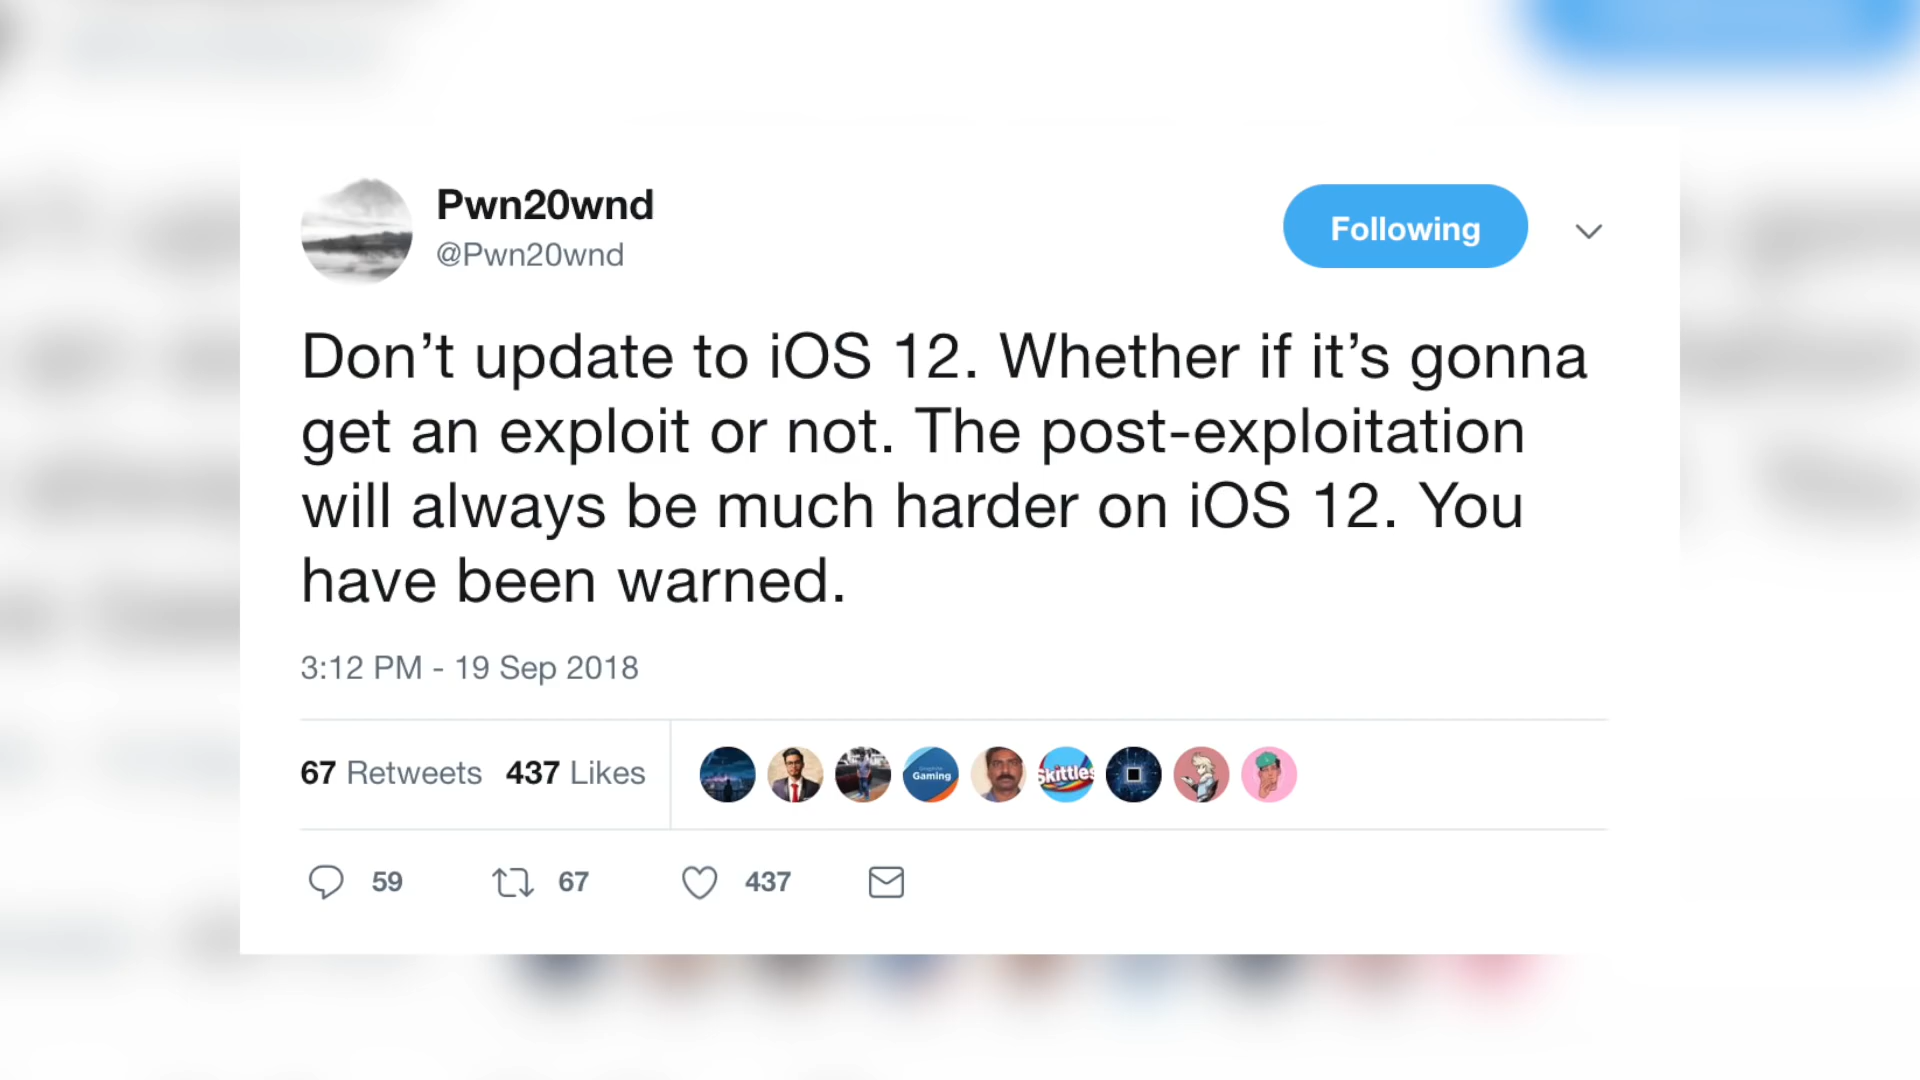 Pwn20wnd
@Pwn20wnd
Following
Don’t update to iOS 12. Whether if it’s gonna
get an exploit or not. The post-exploitation
will always be much harder on iOS 12. You
have been warned.
3:12 PM - 19 Sep 2018
67 Retweets 437 Likes
Gaming
Skittles
59 67 437